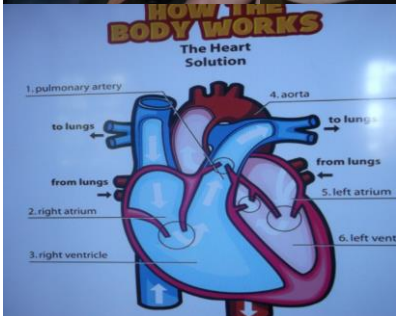 HOW THE
BODY WORKS
The Heart
Solution
1. pulmonary artery
4. aorta
to lungs
to lung
from lungs
from lungs
5. left atrium
2. right atrium
6. left vent
3. right ventricle